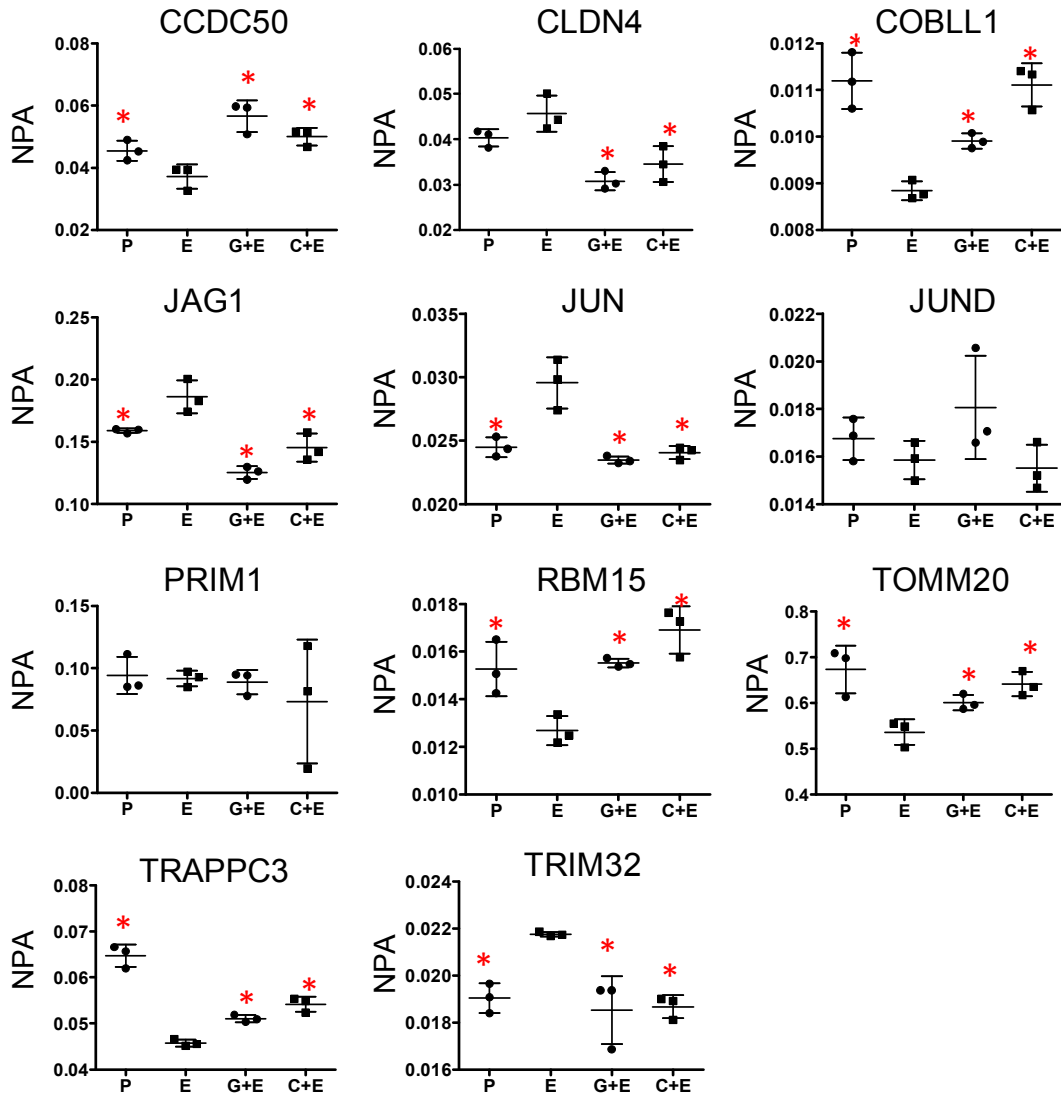 CCDC50 CLDN4 COBLL1
NPA NPA NPA
0.08 0.06 0.012
0.06 0.05 0.011
0.04 0.04 0.010
0.03 0.009
0.02 0.02 0.008
* * * * * * * *
P E G+E C+E P E G+E C+E P E G+E C+E
JAG1 JUN JUND
NPA NPA NPA
0.25 0.035 0.022
0.20 0.030 0.020
0.018
0.15 0.025 0.016
0.10 0.020 0.014
* * * * * *
P E G+E C+E P E G+E C+E P E G+E C+E
PRIM1 RBM15 TOMM20
NPA NPA NPA
0.15 0.018 0.8
0.10 0.016 0.7
0.014 0.6
0.05 0.012 0.5
0.00 0.010 0.4
* * * * * *
P E G+E C+E P E G+E C+E P E G+E C+E
TRAPPC3 TRIM32
NPA NPA
0.08 0.024
0.07 0.022
0.06 0.020
0.05 0.018
0.04 0.016
* * * * * *
P E G+E C+E P E G+E C+E